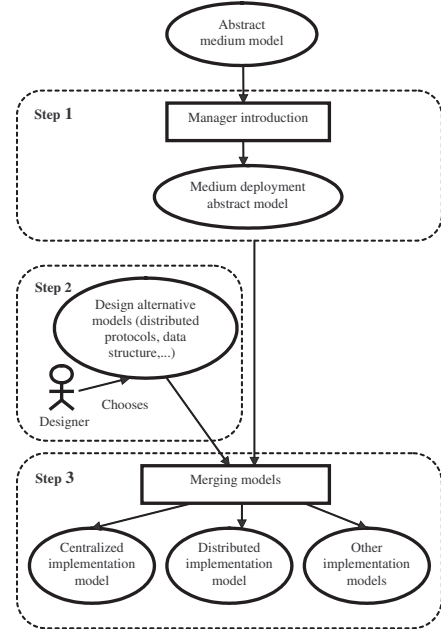 Abstract
medium model
Step 1
Manager introduction
Medium deployment
abstract model
Step 2
Design alternative
models (distributed
protocols, data
structure,...)
Chooses
Designer
Step 3
Merging models
Centralized
implementation
model
Distributed
implementation
model
Other
implementation
models